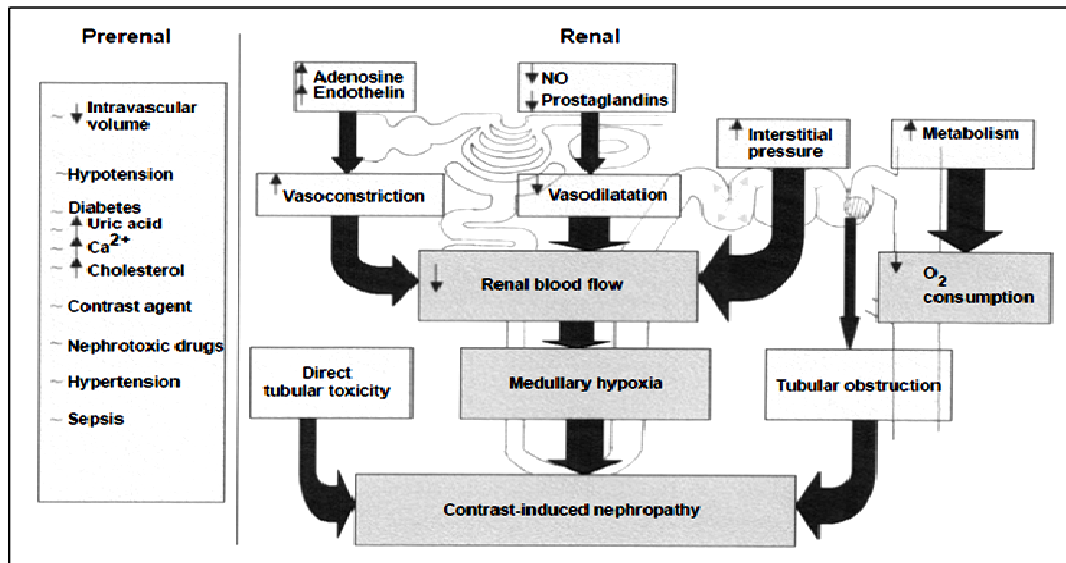 Prerenal
↓ Intravascular
volume
Hypotension
Diabetes
↑ Uric acid
↑ Ca2+
↑ Cholesterol
Contrast agent
Nephrotoxic drugs
Hypertension
Sepsis
Renal
↑ Adenosine
↑ Endothelin
↓ NO
↓ Prostaglandins
↑ Interstitial
pressure
↑ Metabolism
↑ Vasoconstriction
↓ Vasodilatation
↓ Renal blood flow
↓ O2
consumption
Direct
tubular toxicity
Medullary hypoxia
Tubular obstruction
Contrast-induced nephropathy